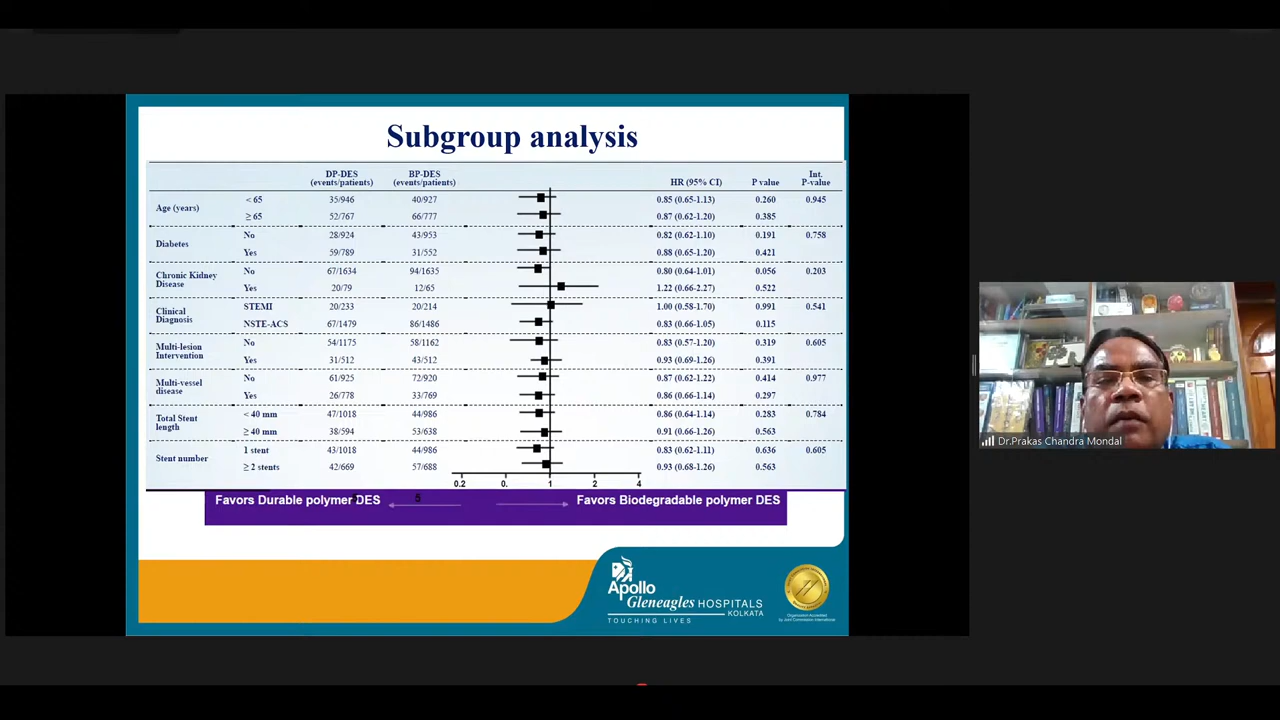 Subgroup analysis
DP-DES (events/patients) BP-DES (events/patients) HR (95% CI) P value Int. P-value
Age (years) < 65 35/946 40/927 0.85 (0.65-1.13) 0.260 0.945
≥ 65 52/767 66/777 0.87 (0.62-1.20) 0.385
Diabetes No 28/924 43/953 0.82 (0.62-1.10) 0.191 0.758
Yes 59/789 31/552 0.88 (0.65-1.20) 0.421
Chronic Kidney Disease No 67/1634 94/1635 0.80 (0.64-1.01) 0.056 0.203
Yes 20/79 12/65 1.22 (0.66-2.27) 0.522
Clinical Diagnosis STEMI 20/233 20/214 1.00 (0.58-1.70) 0.991 0.541
NSTE-ACS 67/1479 86/1486 0.83 (0.66-1.05) 0.115
Multi-lesion Intervention No 54/1175 58/1162 0.83 (0.57-1.20) 0.319 0.605
Yes 31/512 43/512 0.93 (0.69-1.26) 0.391
Multi-vessel disease No 61/925 72/920 0.87 (0.62-1.22) 0.414 0.977
Yes 26/778 33/769 0.86 (0.66-1.14) 0.297
Total Stent length < 40 mm 47/1018 44/986 0.86 (0.64-1.14) 0.283 0.784
≥ 40 mm 38/594 53/638 0.91 (0.66-1.26) 0.563
Stent number 1 stent 43/1018 44/986 0.83 (0.62-1.11) 0.636 0.605
≥ 2 stents 42/669 57/688 0.93 (0.68-1.26) 0.563
0.2 0. 1 2 4
Favors Durable polymer DES 5 Favors Biodegradable polymer DES
Apollo
Gleneagles HOSPITALS
KOLKATA
TOUCHING LIVES
Organization Accredited
by Joint Commission International
Dr.Prakas Chandra Mondal